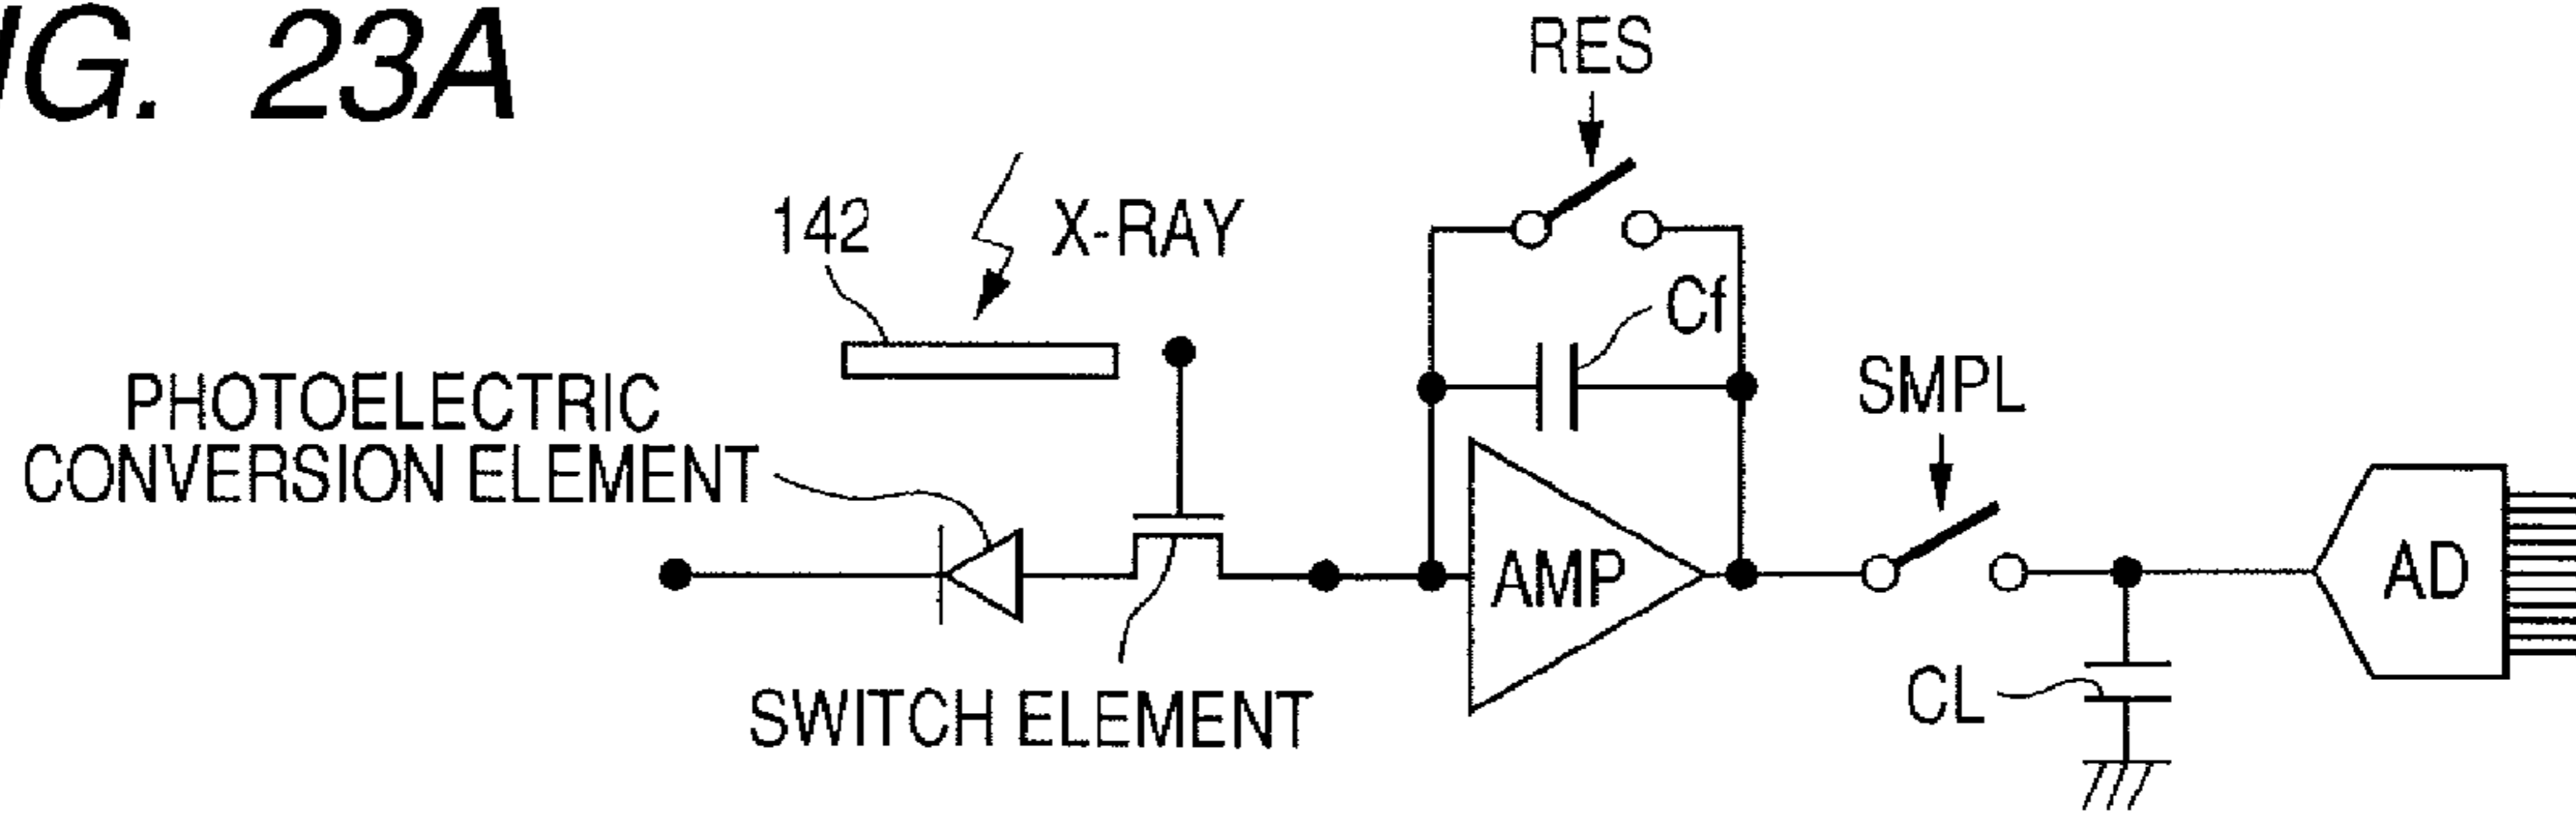 IG. 23A
RES
142
X-RAY
Cf
PHOTOELECTRIC
CONVERSION ELEMENT
SMPL
AMP
AD
SWITCH ELEMENT
CL